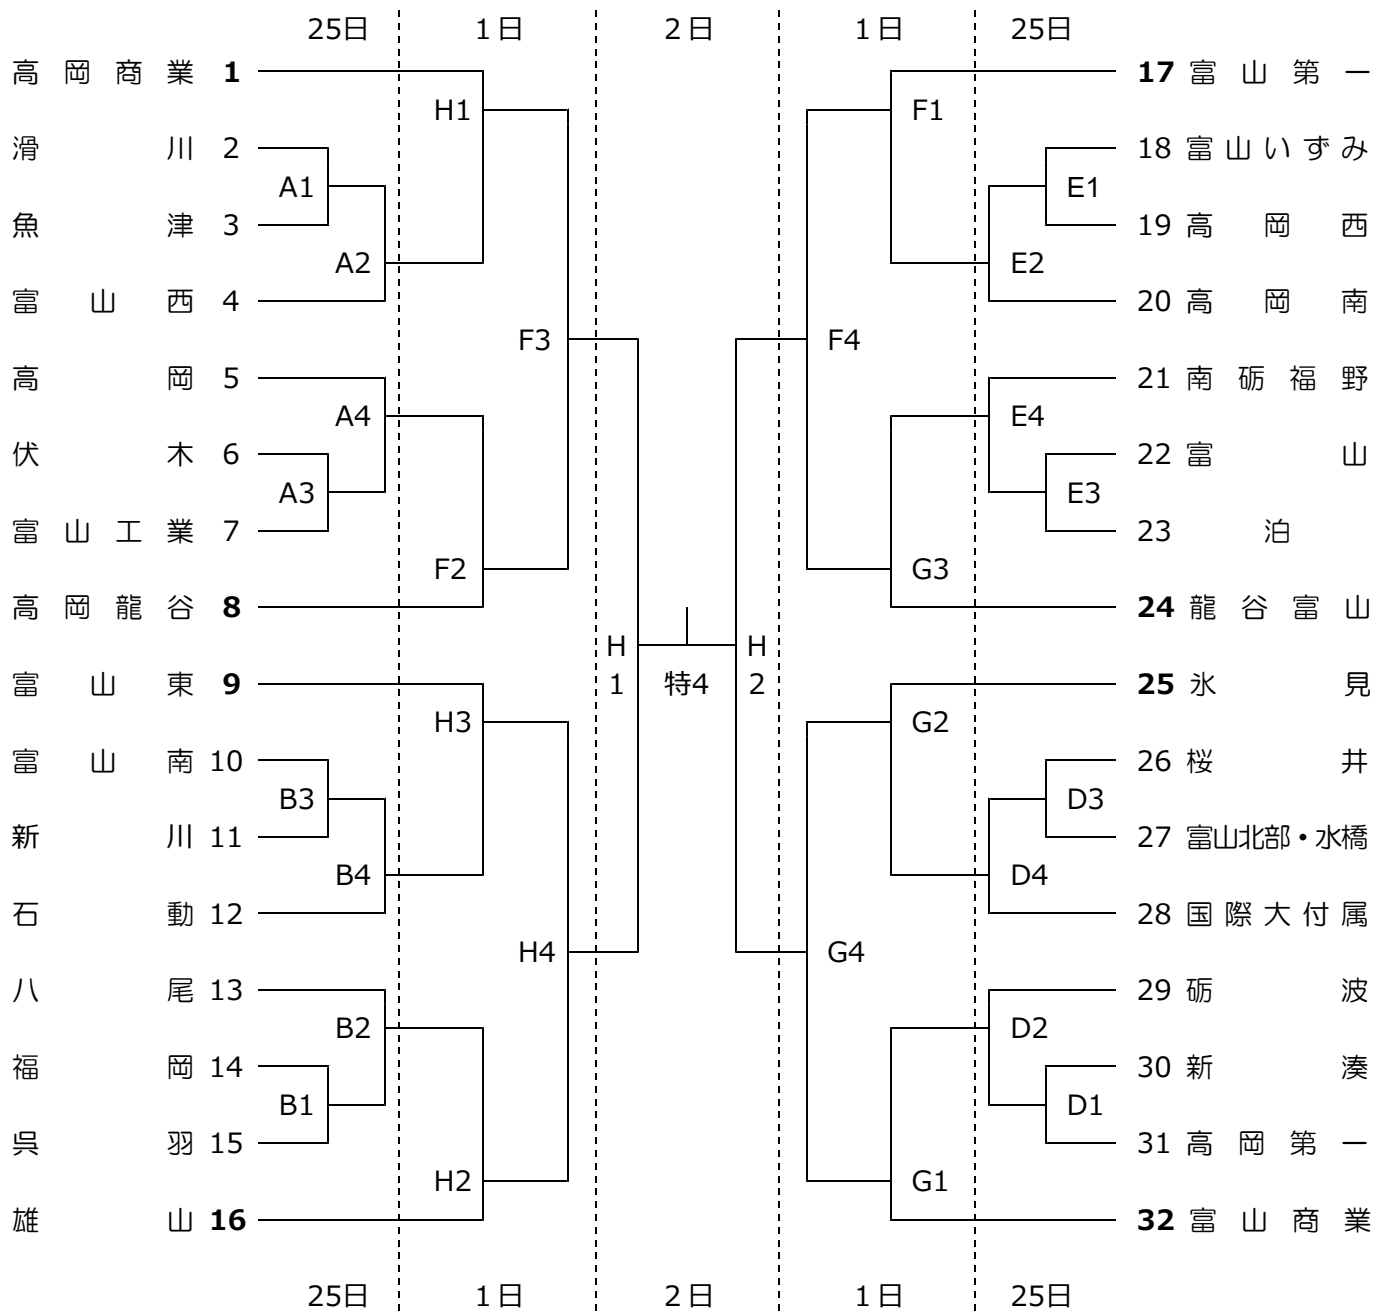 25日 1日 2日 1日 25日
高岡商業 1 17 富山第一
H1 F1
滑川 2 18 富山いずみ
A1 E1
魚津 3 19 高岡西
A2 E2
富山西 4 20 高岡南
F3 F4
高岡 5 21 南砺福野
A4 E4
伏木 6 22 富山
A3 E3
富山工業 7 23 泊
F2 G3
高岡龍谷 8 24 龍谷富山
H H
富山東 9 1 特4 2 25 氷見
H3 G2
富山南 10 26 桜井
B3 D3
新川 11 27 富山北部・水橋
B4 D4
石動 12 28 国際大付属
H4 G4
八尾 13 29 砺波
B2 D2
福岡 14 30 新湊
B1 D1
呉羽 15 31 高岡第一
H2 G1
雄山 16 32 富山商業
25日 1日 2日 1日 25日